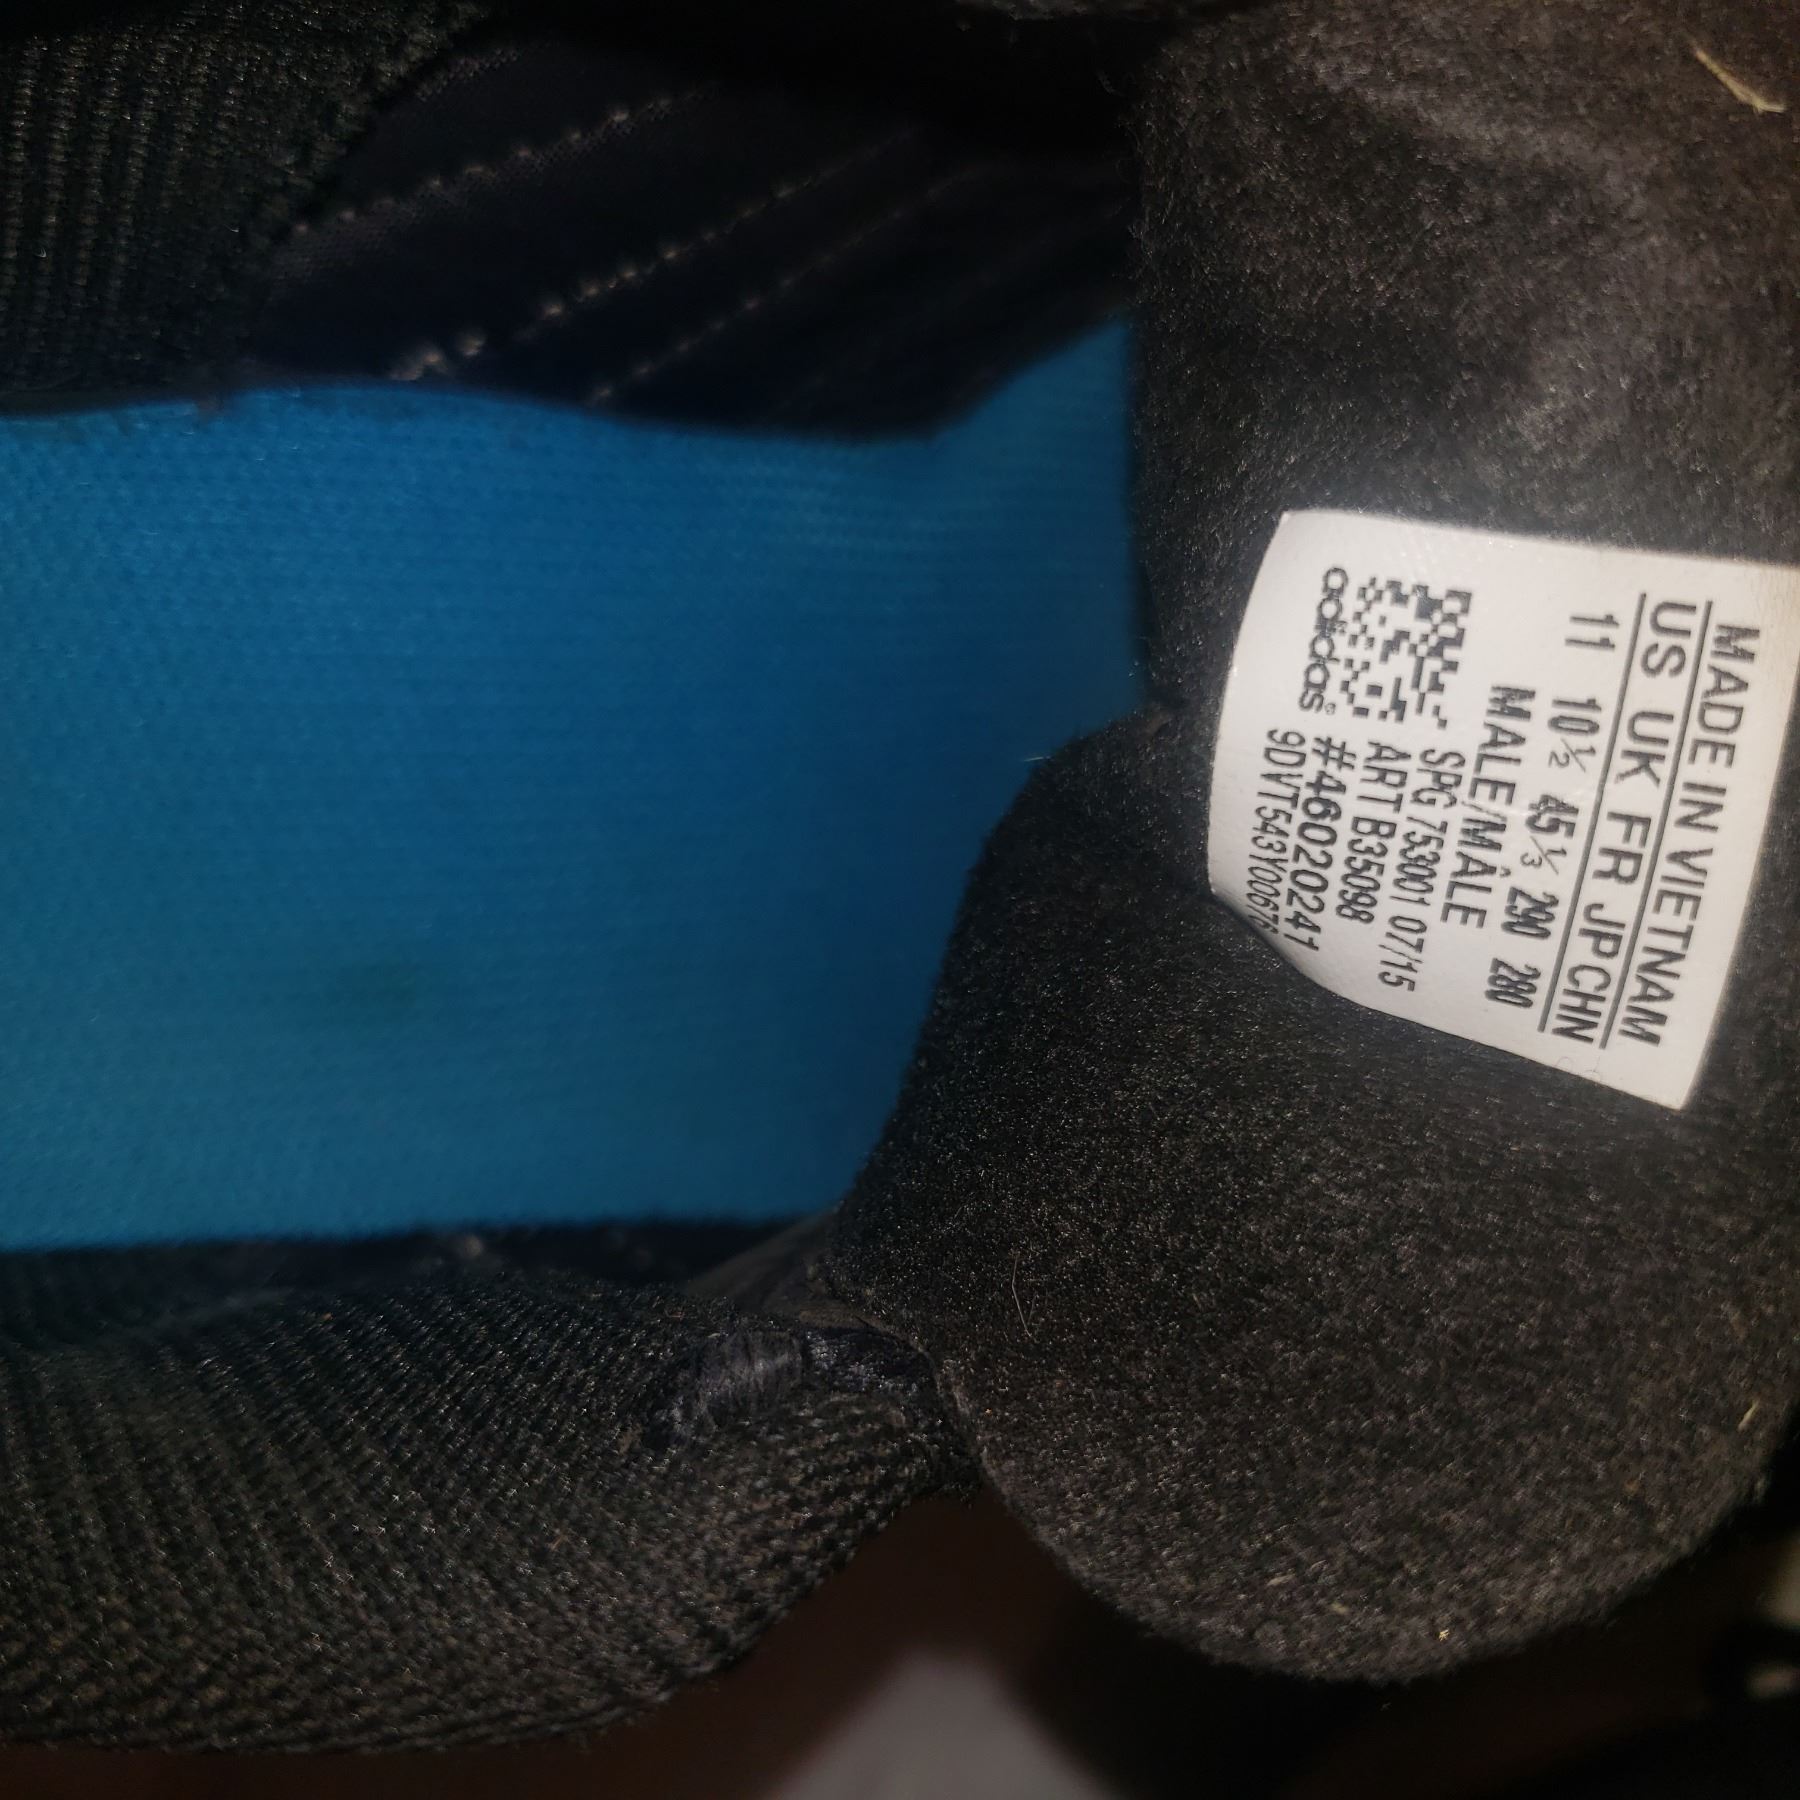 MADE IN VIETNAM
US UK FR JP CHN
11 10½ 45⅓ 290 280
MALE/MÂLE
SPG 753001 07/15
ART B35098
#460202411
9DVT543Y00676
adidas